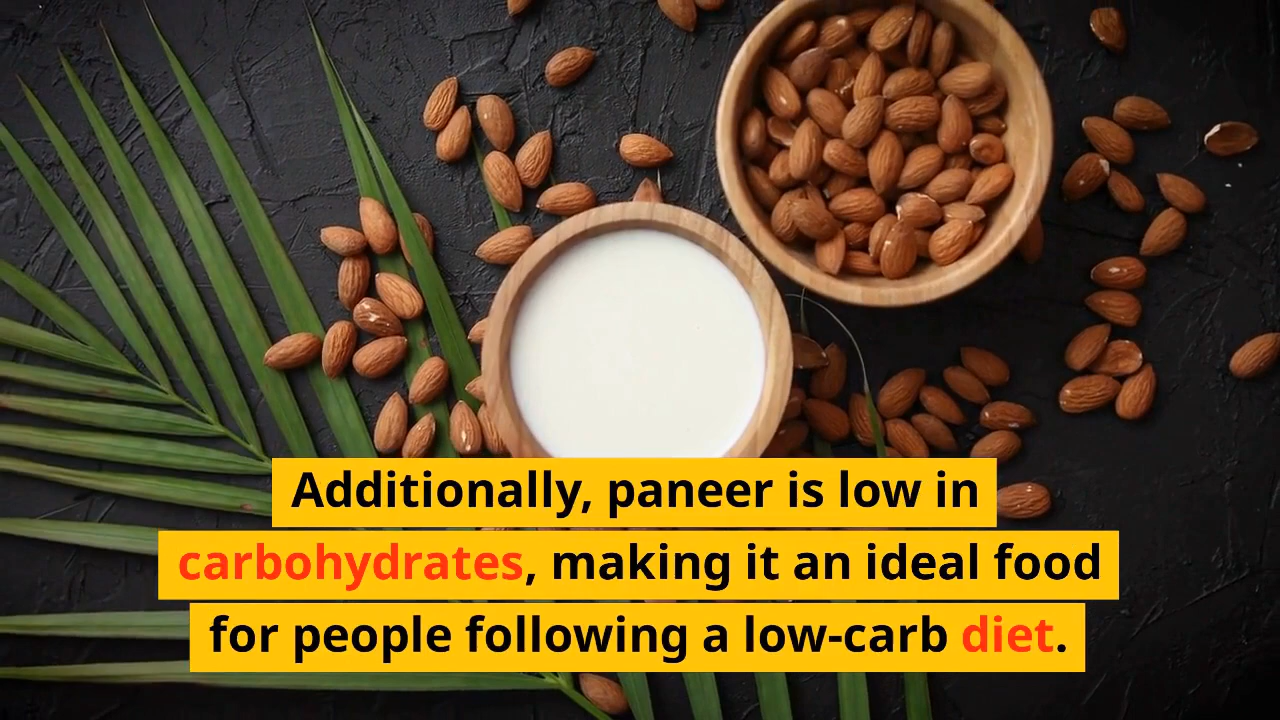 Additionally, paneer is low in
carbohydrates, making it an ideal food
for people following a low-carb diet.